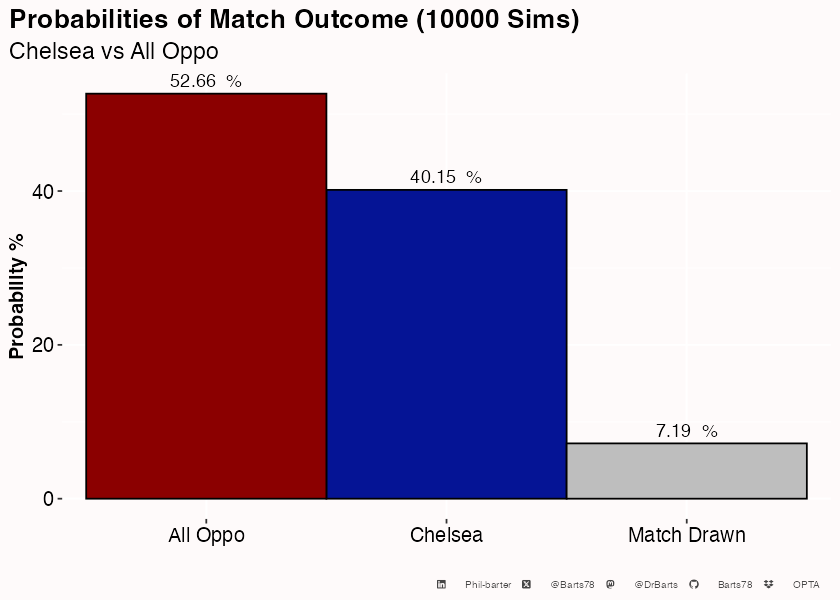 Probabilities of Match Outcome (10000 Sims)
Chelsea vs All Oppo
52.66 %
40.15 %
7.19 %
Probability %
40
20
0
All Oppo Chelsea Match Drawn
Phil-barter @Barts78 @DrBarts Barts78 OPTA